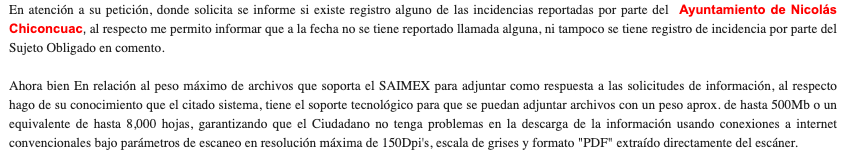 En atención a su petición, donde solicita se informe si existe registro alguno de las incidencias reportadas por parte del Ayuntamiento de Nicolás
Chiconcuac, al respecto me permito informar que a la fecha no se tiene reportado llamada alguna, ni tampoco se tiene registro de incidencia por parte del
Sujeto Obligado en comento.
Ahora bien En relación al peso máximo de archivos que soporta el SAIMEX para adjuntar como respuesta a las solicitudes de información, al respecto
hago de su conocimiento que el citado sistema, tiene el soporte tecnológico para que se puedan adjuntar archivos con un peso aprox. de hasta 500Mb o un
equivalente de hasta 8,000 hojas, garantizando que el Ciudadano no tenga problemas en la descarga de la información usando conexiones a internet
convencionales bajo parámetros de escaneo en resolución máxima de 150Dpi's, escala de grises y formato "PDF" extraído directamente del escáner.